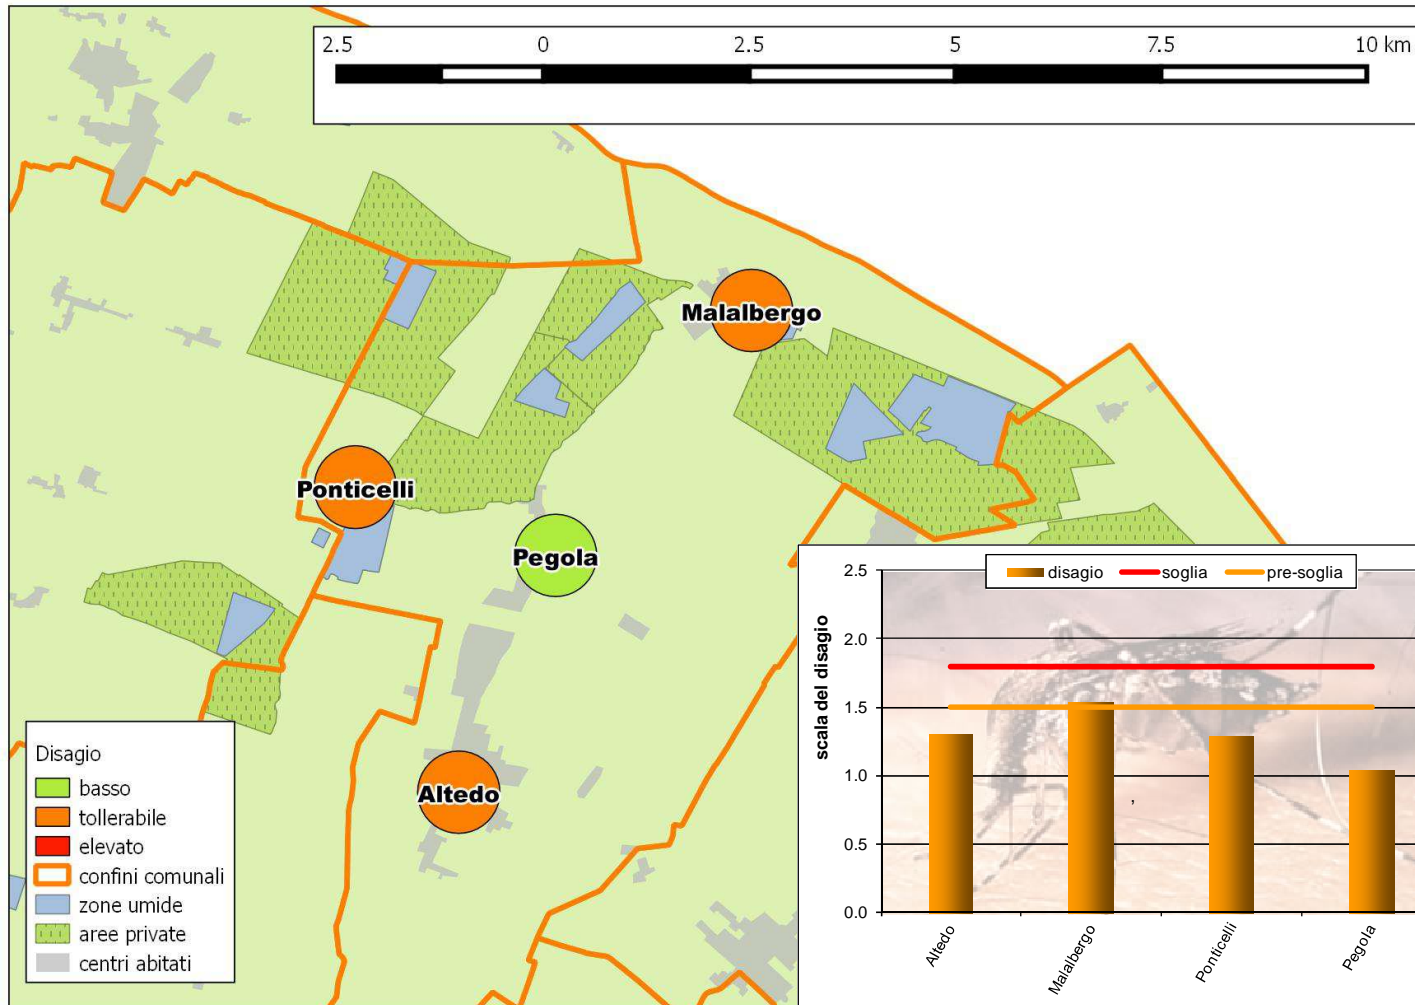 2.5 0 2.5 5 7.5 10 km
Malalbergo
Ponticelli
Pegola
Altedo
Disagio
basso
tollerabile
elevato
confini comunali
zone umide
aree private
centri abitati
disagio soglia pre-soglia
scala del disagio
2.5
2.0
1.5
1.0
0.5
0.0
,
Altedo
Malalbergo
Ponticelli
Pegola